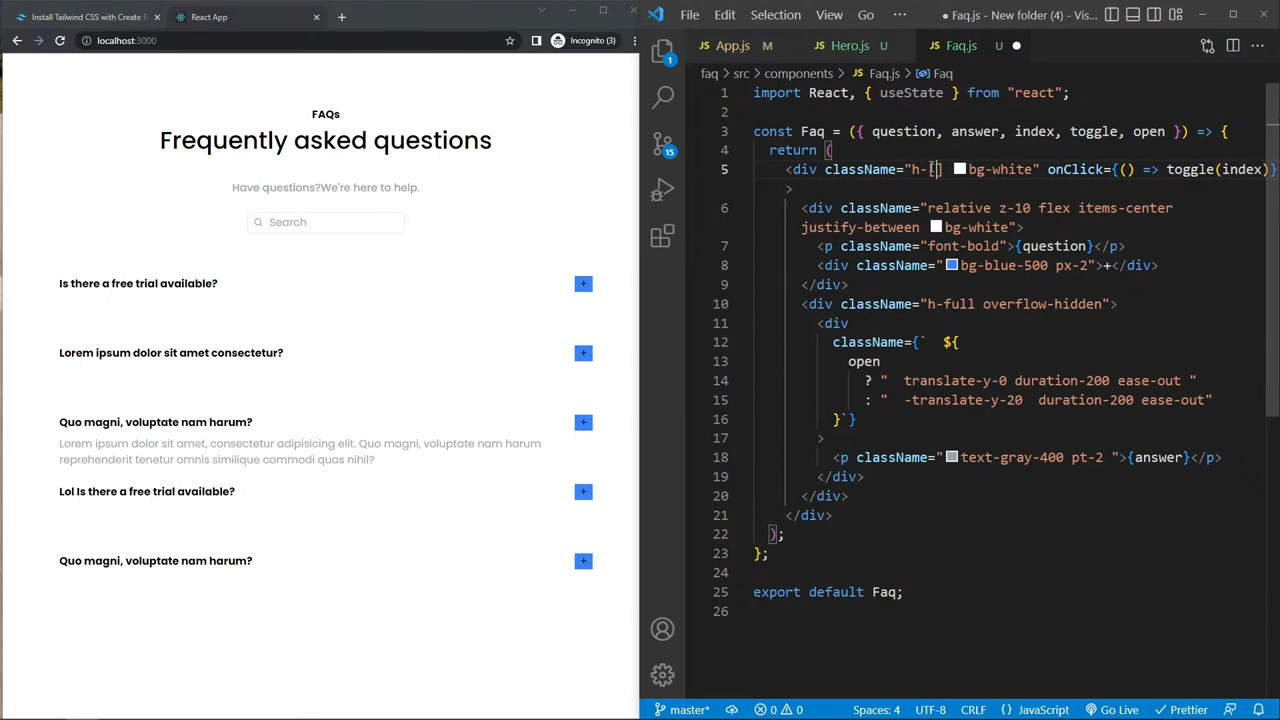 Install Tailwind CSS with Create R
React App
localhost:3000
Incognito (3)
FAQs
Frequently asked questions
Have questions?We're here to help.
Search
Is there a free trial available?
+
Lorem ipsum dolor sit amet consectetur?
+
Quo magni, voluptate nam harum?
+
Lorem ipsum dolor sit amet, consectetur adipisicing elit. Quo magni, voluptate nam harum
reprehenderit tenetur omnis similique commodi quas nihil?
Lol Is there a free trial available?
+
Quo magni, voluptate nam harum?
+
File Edit Selection View Go ··· Faq.js - New folder (4) - Vis...
JS App.js M
JS Hero.js U
JS Faq.js U
faq > src > components > JS Faq.js > Faq
1 import React, { useState } from "react";
2
3 const Faq = ({ question, answer, index, toggle, open }) => {
4 return (
5 <div className="h-[] bg-white" onClick={() => toggle(index)}
>
6 <div className="relative z-10 flex items-center
justify-between bg-white">
7 <p className="font-bold">{question}</p>
8 <div className="bg-blue-500 px-2">+</div>
9 </div>
10 <div className="h-full overflow-hidden">
11 <div
12 className={` ${
13 open
14 ? " translate-y-0 duration-200 ease-out "
15 : " -translate-y-20 duration-200 ease-out"
16 }`}
17 >
18 <p className="text-gray-400 pt-2 ">{answer}</p>
19 </div>
20 </div>
21 </div>
22 );
23 };
24
25 export default Faq;
26
1
15
master* 0 0 Spaces: 4 UTF-8 CRLF {} JavaScript Go Live Prettier